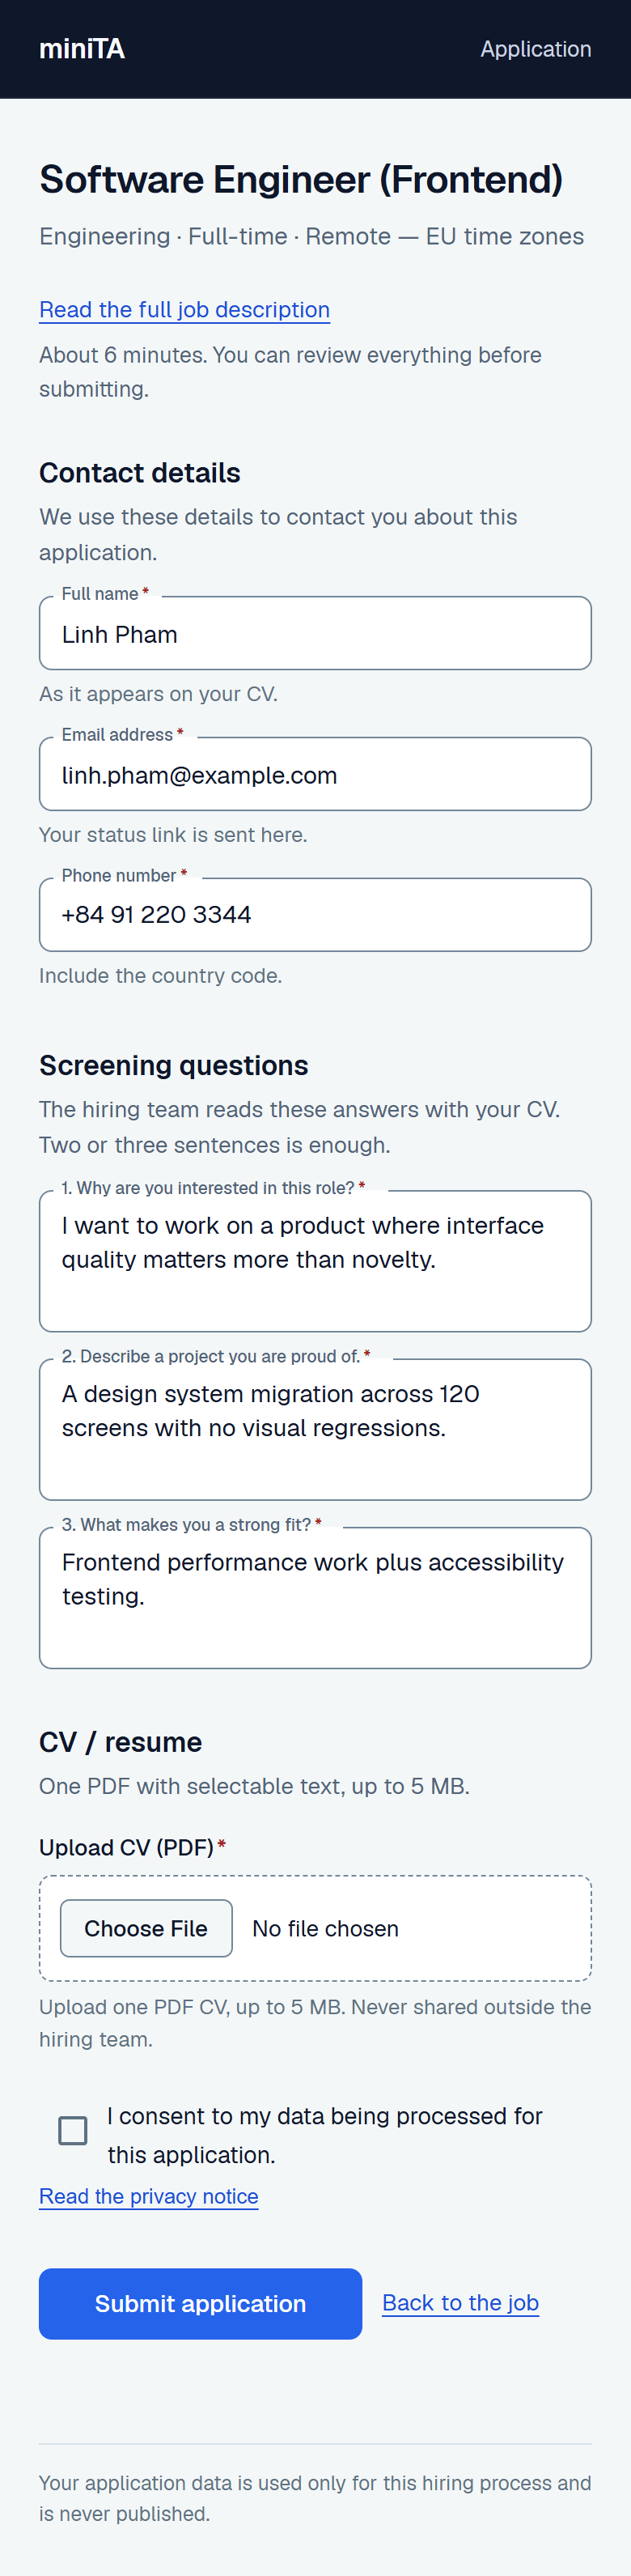 miniTA
Application
Software Engineer (Frontend)
Engineering · Full-time · Remote — EU time zones
Read the full job description
About 6 minutes. You can review everything before
submitting.
Contact details
We use these details to contact you about this
application.
Full name *
Linh Pham
As it appears on your CV.
Email address *
linh.pham@example.com
Your status link is sent here.
Phone number *
+84 91 220 3344
Include the country code.
Screening questions
The hiring team reads these answers with your CV.
Two or three sentences is enough.
1. Why are you interested in this role? *
I want to work on a product where interface
quality matters more than novelty.
2. Describe a project you are proud of. *
A design system migration across 120
screens with no visual regressions.
3. What makes you a strong fit? *
Frontend performance work plus accessibility
testing.
CV / resume
One PDF with selectable text, up to 5 MB.
Upload CV (PDF) *
Choose File
No file chosen
Upload one PDF CV, up to 5 MB. Never shared outside the
hiring team.
I consent to my data being processed for
this application.
Read the privacy notice
Submit application
Back to the job
Your application data is used only for this hiring process and
is never published.